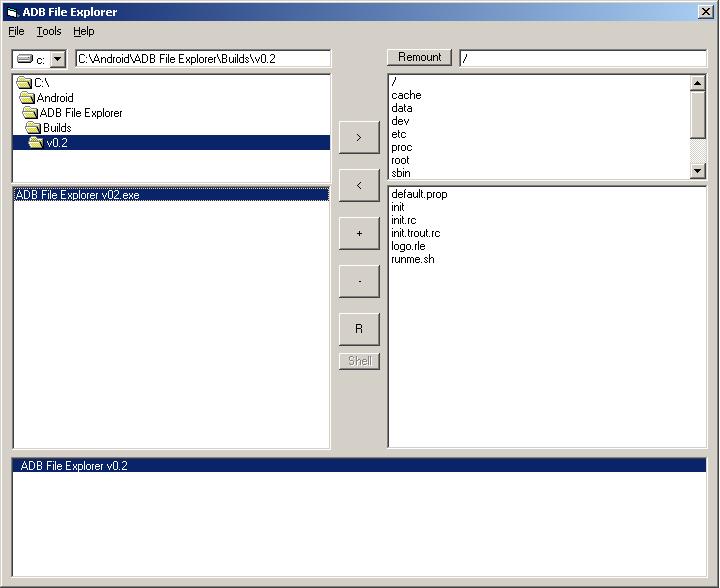 ADB File Explorer
File Tools Help
c:
C:\Android\ADB File Explorer\Builds\v0.2
Remount
/
C:\
Android
ADB File Explorer
Builds
v0.2
ADB File Explorer v02.exe
>
<
+
-
R
Shell
/
cache
data
dev
etc
proc
root
sbin
default.prop
init
init.rc
init.trout.rc
logo.rle
runme.sh
ADB File Explorer v0.2